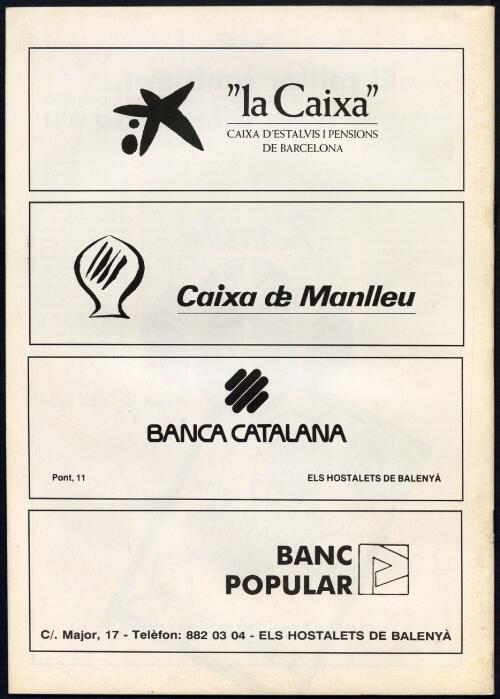 "la Caixa"
CAIXA D'ESTALVIS I PENSIONS
DE BARCELONA
Caixa de Manlleu
BANCA CATALANA
Pont, 11 ELS HOSTALETS DE BALENYÀ
BANC
POPULAR
C/. Major, 17 - Telèfon: 882 03 04 - ELS HOSTALETS DE BALENYÀ